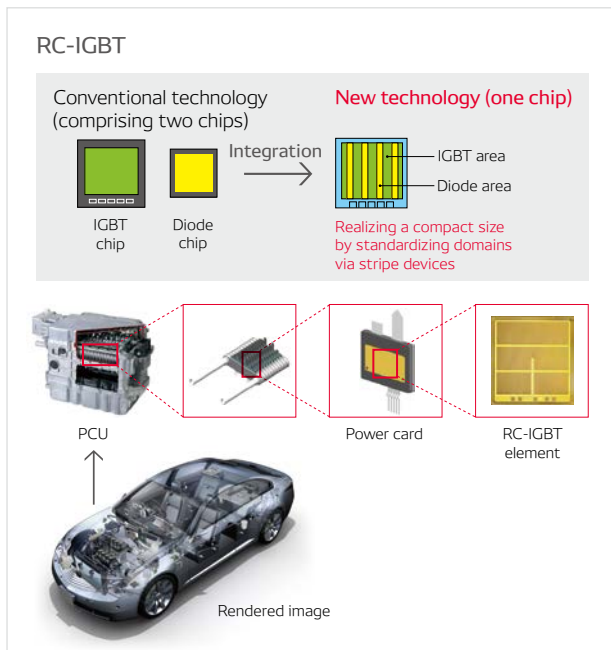 RC-IGBT
Conventional technology
(comprising two chips)
New technology (one chip)
Integration
IGBT area
Diode area
IGBT
chip
Diode
chip
Realizing a compact size
by standardizing domains
via stripe devices
PCU
Power card
RC-IGBT
element
Rendered image